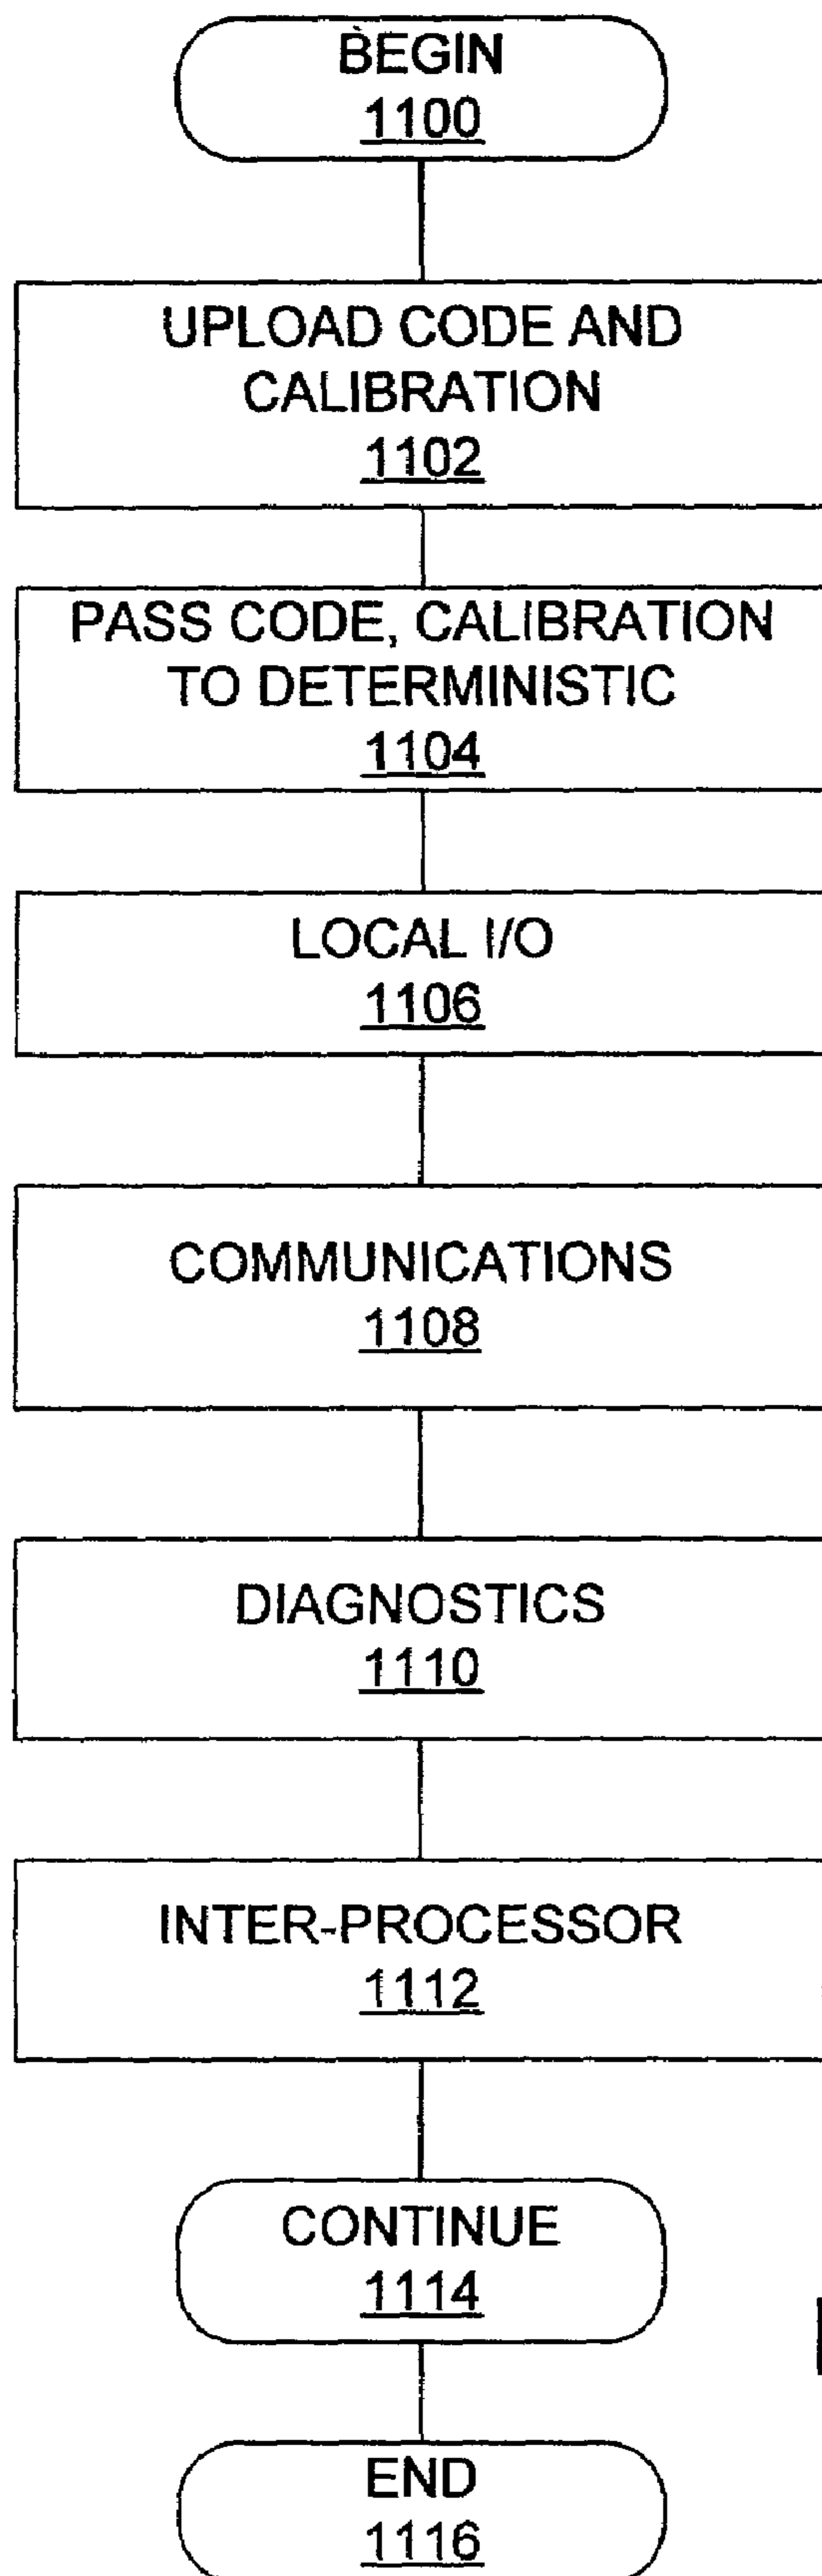 BEGIN
1100
UPLOAD CODE AND
CALIBRATION
1102
PASS CODE, CALIBRATION
TO DETERMINISTIC
1104
LOCAL I/O
1106
COMMUNICATIONS
1108
DIAGNOSTICS
1110
INTER-PROCESSOR
1112
CONTINUE
1114
END
1116